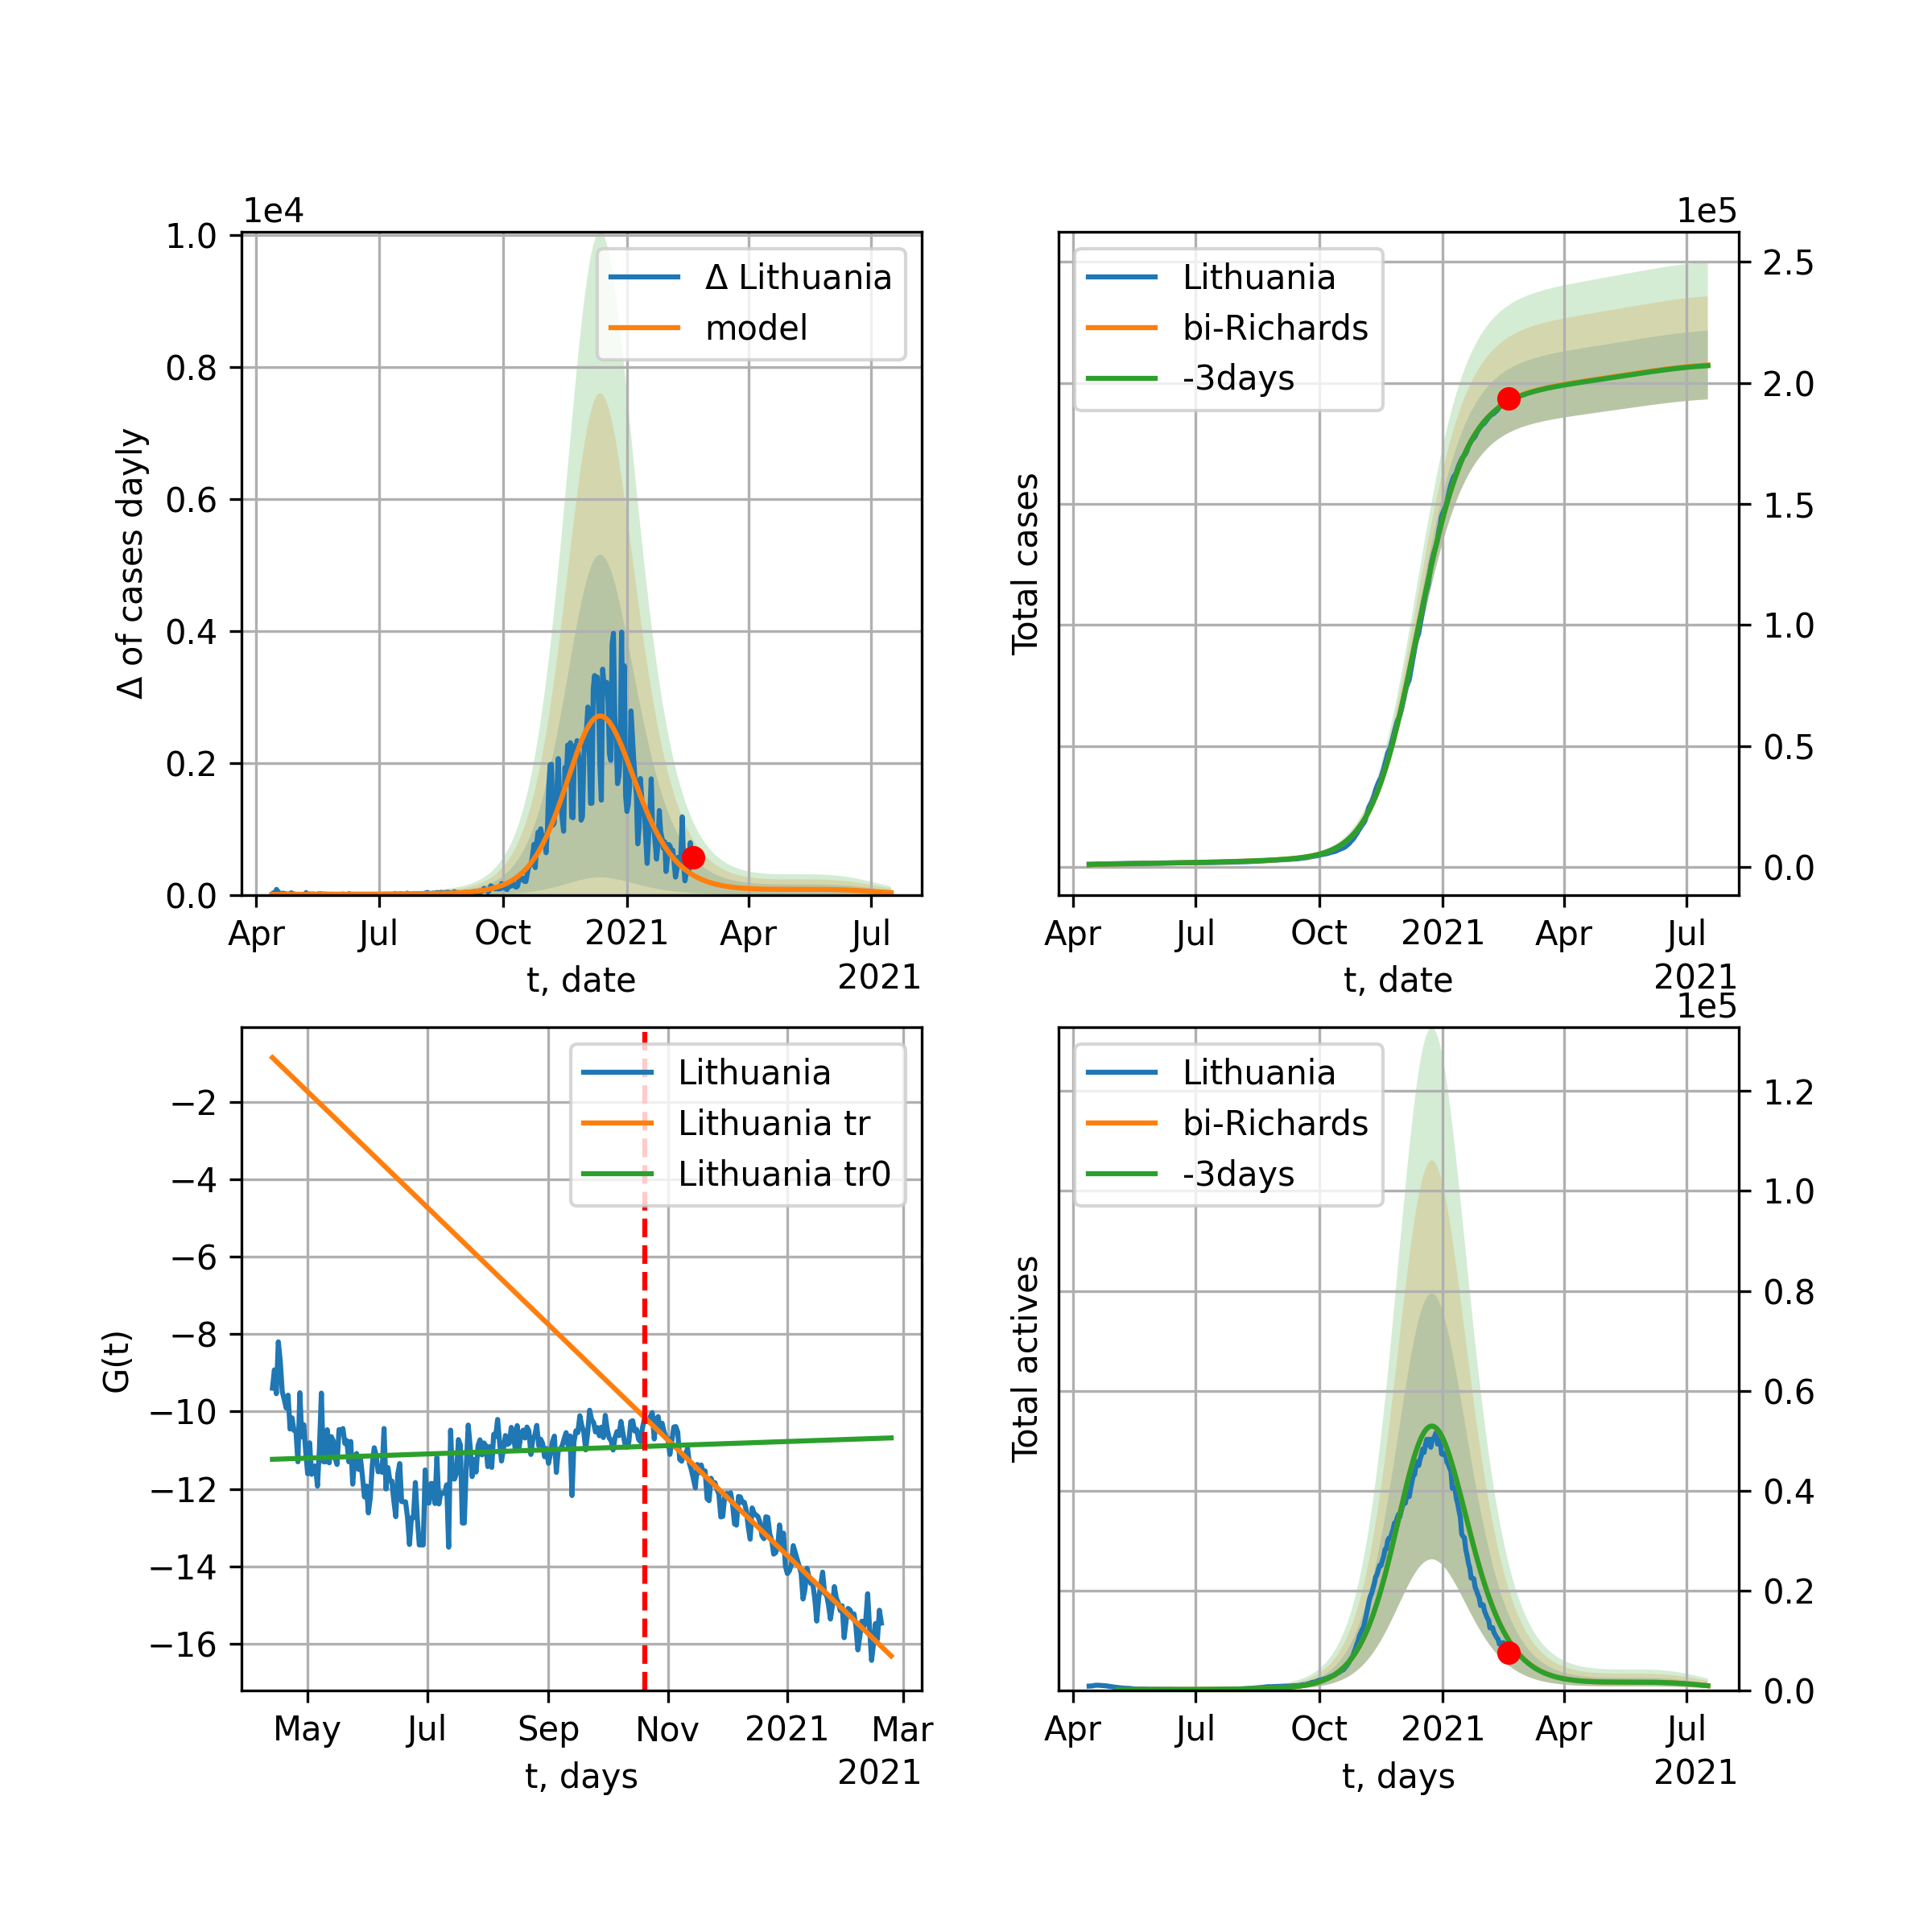 1e4
1.0
0.8
0.6
0.4
0.2
0.0
Δ of cases dayly
Δ Lithuania
model
Apr Jul Oct 2021 Apr Jul
t, date 2021
1e5
Lithuania
bi-Richards
-3days
Total cases
2.5
2.0
1.5
1.0
0.5
0.0
Apr Jul Oct 2021 Apr Jul
t, date 2021
−2
−4
−6
−8
−10
−12
−14
−16
G(t)
Lithuania
Lithuania tr
Lithuania tr0
May Jul Sep Nov 2021 Mar
t, days 2021
1e5
Lithuania
bi-Richards
-3days
Total actives
1.2
1.0
0.8
0.6
0.4
0.2
0.0
Apr Jul Oct 2021 Apr Jul
t, days 2021